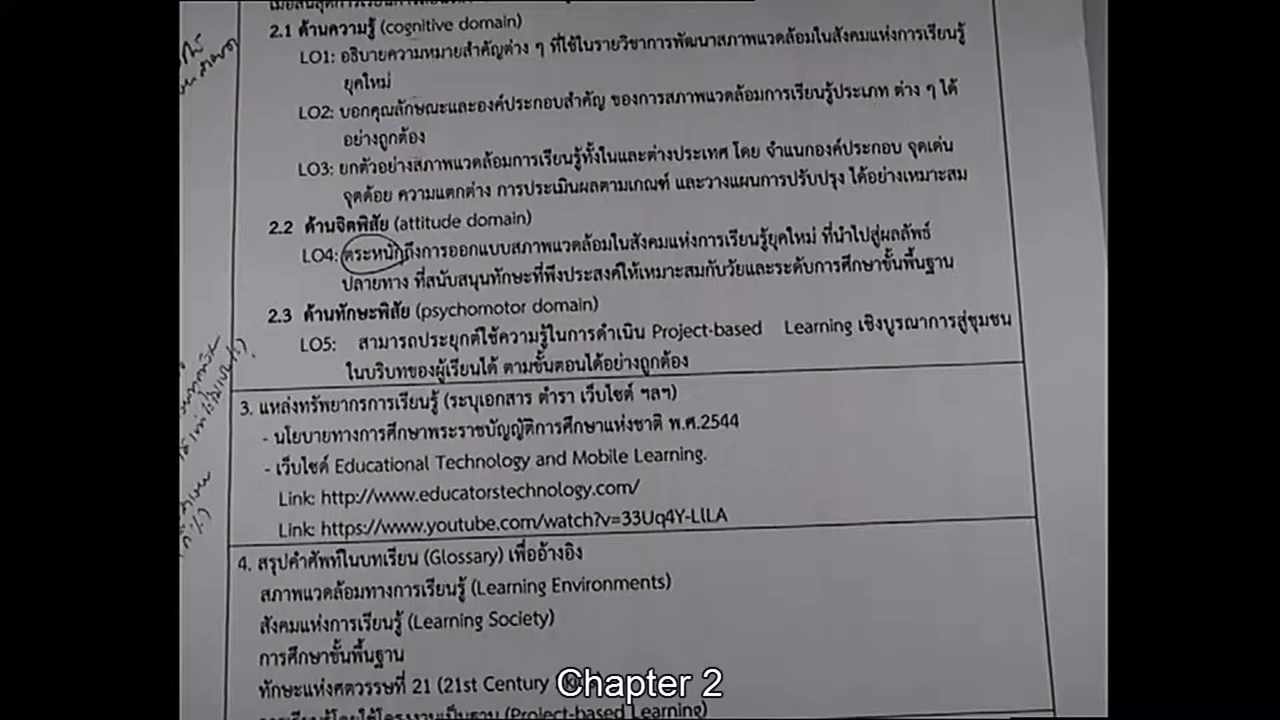 2.1 ด้านความรู้ (cognitive domain)
LO1: อธิบายความหมายสำคัญต่าง ๆ ที่ใช้ในรายวิชาการพัฒนาสภาพแวดล้อมในสังคมแห่งการเรียนรู้
ยุคใหม่
LO2: บอกคุณลักษณะและองค์ประกอบสำคัญ ของการสภาพแวดล้อมการเรียนรู้ประเภท ต่าง ๆ ได้
อย่างถูกต้อง
LO3: ยกตัวอย่างสภาพแวดล้อมการเรียนรู้ทั้งในและต่างประเทศ โดย จำแนกองค์ประกอบ จุดเด่น
จุดด้อย ความแตกต่าง การประเมินผลตามเกณฑ์ และวางแผนการปรับปรุง ได้อย่างเหมาะสม
2.2 ด้านจิตพิสัย (attitude domain)
LO4: ตระหนักถึงการออกแบบสภาพแวดล้อมในสังคมแห่งการเรียนรู้ยุคใหม่ ที่นำไปสู่ผลลัพธ์
ปลายทาง ที่สนับสนุนทักษะที่พึงประสงค์ให้เหมาะสมกับวัยและระดับการศึกษาขั้นพื้นฐาน
2.3 ด้านทักษะพิสัย (psychomotor domain)
LO5: สามารถประยุกต์ใช้ความรู้ในการดำเนิน Project-based Learning เชิงบูรณาการสู่ชุมชน
ในบริบทของผู้เรียนได้ ตามขั้นตอนได้อย่างถูกต้อง
3. แหล่งทรัพยากรการเรียนรู้ (ระบุเอกสาร ตำรา เว็บไซต์ ฯลฯ)
- นโยบายทางการศึกษาพระราชบัญญัติการศึกษาแห่งชาติ พ.ศ.2544
- เว็บไซต์ Educational Technology and Mobile Learning.
Link: http://www.educatorstechnology.com/
Link: https://www.youtube.com/watch?v=33Uq4Y-LlLA
4. สรุปคำศัพท์ในบทเรียน (Glossary) เพื่ออ้างอิง
สภาพแวดล้อมทางการเรียนรู้ (Learning Environments)
สังคมแห่งการเรียนรู้ (Learning Society)
การศึกษาขั้นพื้นฐาน
ทักษะแห่งศตวรรษที่ 21 (21st Century
Chapter 2
การเรียนรู้โดยใช้โครงงานเป็นฐาน (Project-based Learning)